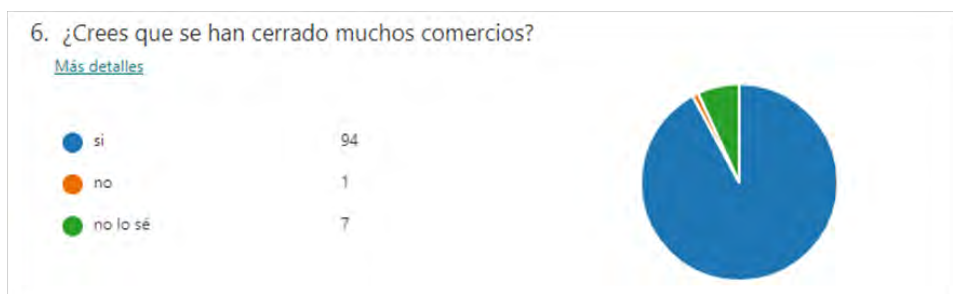 6. ¿Crees que se han cerrado muchos comercios?
Más detalles
si 94
no 1
no lo sé 7